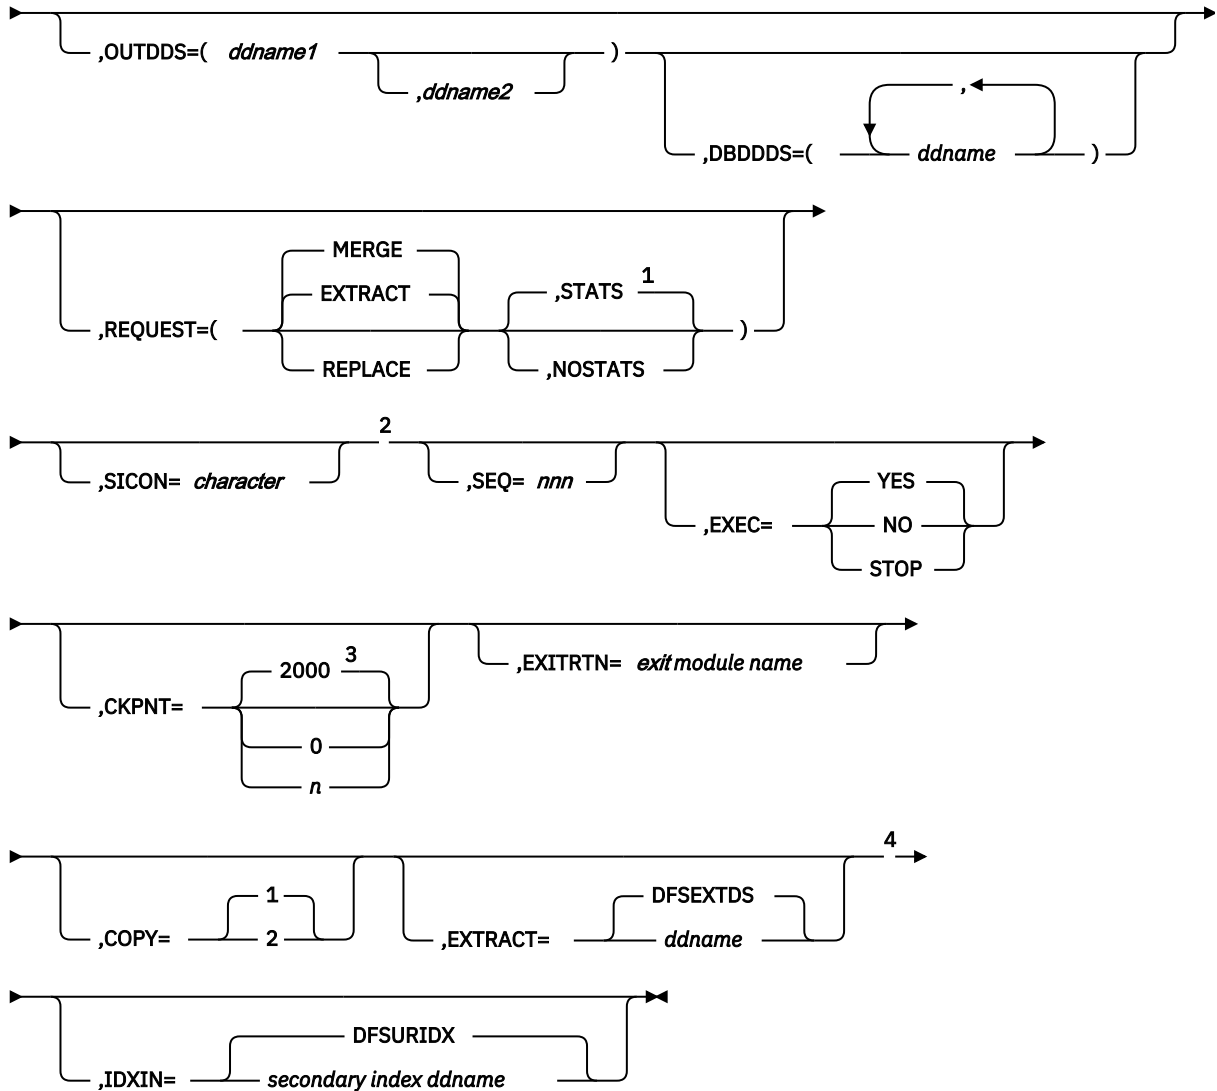 ,OUTDDS=( ddname1 )
,ddname2
,
,DBDDDS=( ddname )
MERGE
EXTRACT ,STATS 1
,REQUEST=( )
REPLACE ,NOSTATS
2
,SICON= character ,SEQ= nnn YES
,EXEC= NO
STOP
2000 3 ,EXITRTN= exit module name
,CKPNT=
0
n
4
1 DFSEXTDS
,COPY= 2 ,EXTRACT= ddname
DFSURIDX
,IDXIN= secondary index ddname